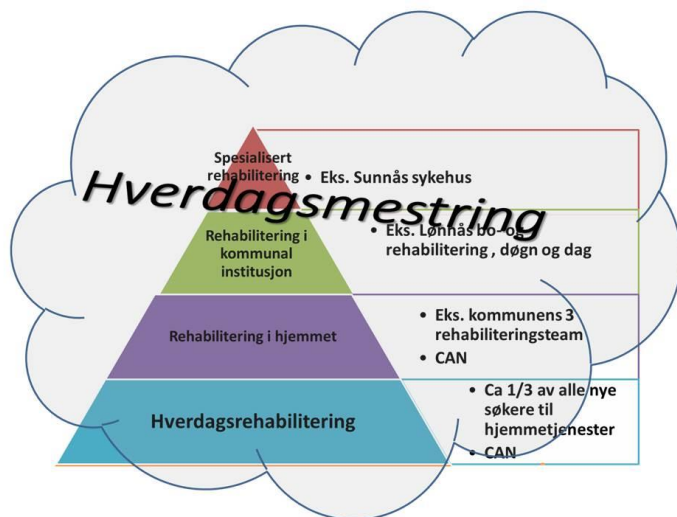 Spesialisert
rehabilitering
• Eks. Sunnås sykehus
Hverdagsmestring
Rehabilitering i
kommunal
institusjon
• Eks. Lønnås bo- og
rehabilitering , døgn og dag
Rehabilitering i hjemmet
• Eks. kommunens 3
rehabiliteringsteam
• CAN
Hverdagsrehabilitering
• Ca 1/3 av alle nye
søkere til
hjemmetjenester
• CAN